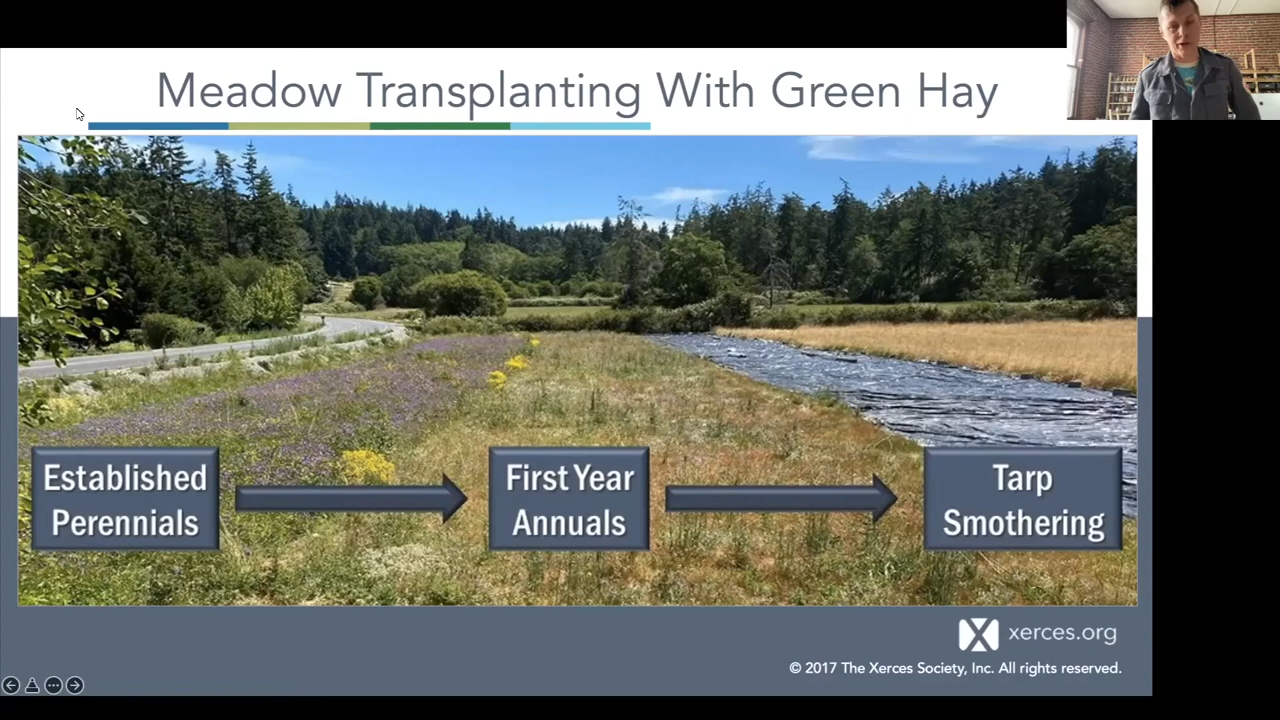 Meadow Transplanting With Green Hay
Established
Perennials
First Year
Annuals
Tarp
Smothering
xerces.org
© 2017 The Xerces Society, Inc. All rights reserved.